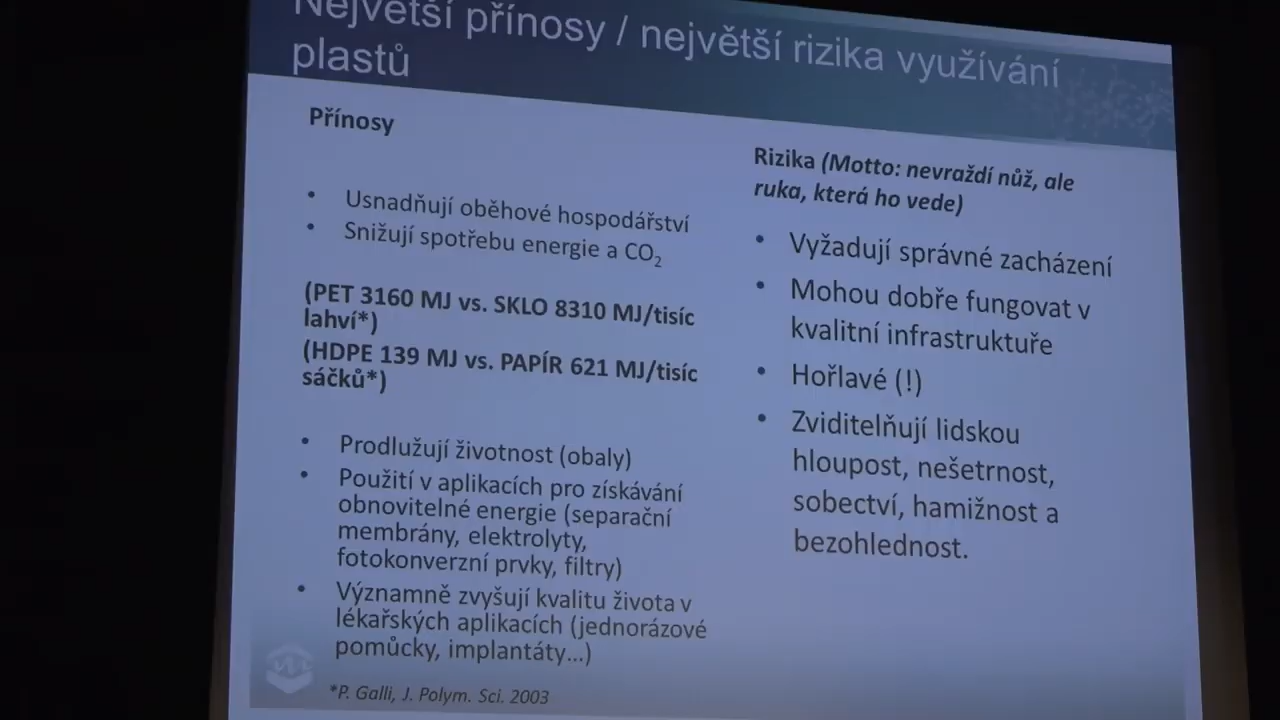 Největší přínosy / největší rizika využívání
plastů
Přínosy
• Usnadňují oběhové hospodářství
• Snižují spotřebu energie a CO₂
(PET 3160 MJ vs. SKLO 8310 MJ/tisíc
lahví*)
(HDPE 139 MJ vs. PAPÍR 621 MJ/tisíc
sáčků*)
• Prodlužují životnost (obaly)
• Použití v aplikacích pro získávání
obnovitelné energie (separační
membrány, elektrolyty,
fotokonverzní prvky, filtry)
• Významně zvyšují kvalitu života v
lékařských aplikacích (jednorázové
pomůcky, implantáty...)
*P. Galli, J. Polym. Sci. 2003
Rizika (Motto: nevraždí nůž, ale
ruka, která ho vede)
• Vyžadují správné zacházení
• Mohou dobře fungovat v
kvalitní infrastruktuře
• Hořlavé (!)
• Zviditelňují lidskou
hloupost, nešetrnost,
sobectví, hamižnost a
bezohlednost.